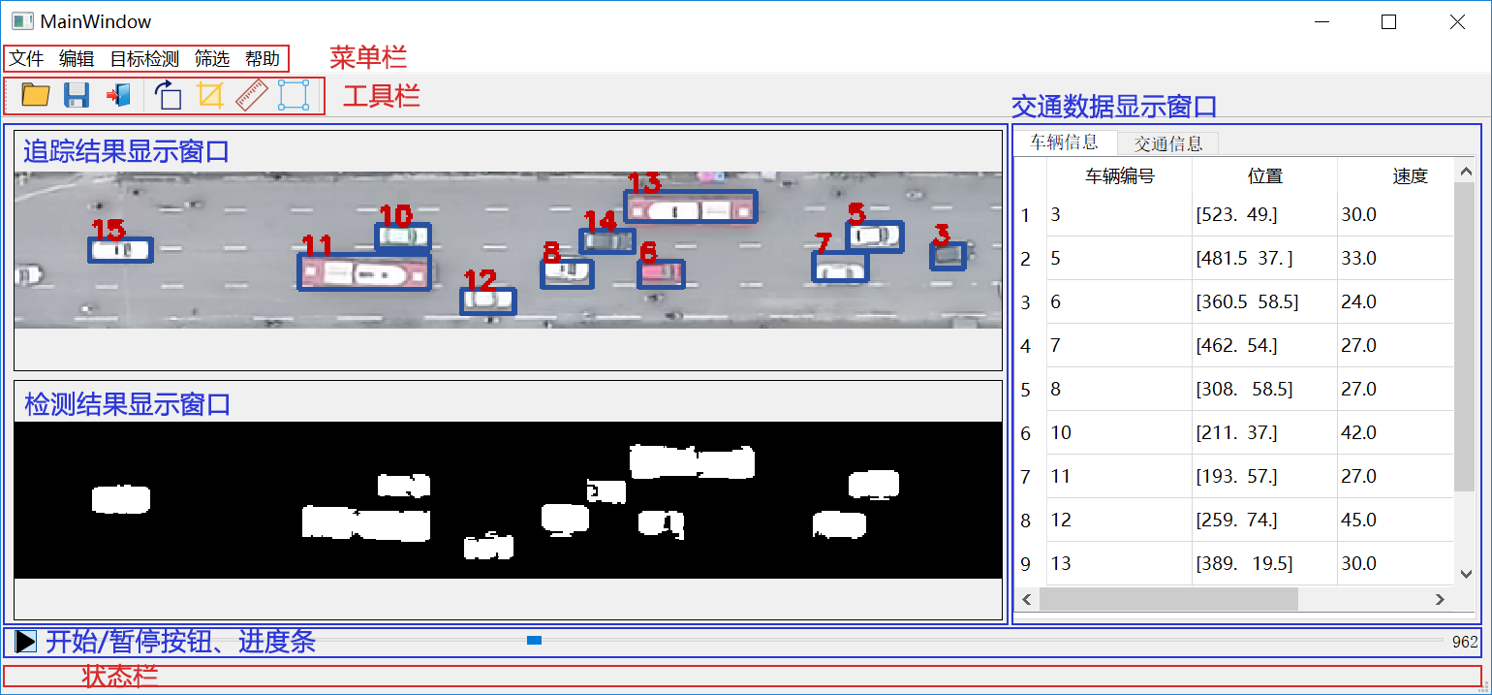 MainWindow
文件 编辑 目标检测 筛选 帮助 菜单栏
工具栏
交通数据显示窗口
追踪结果显示窗口
车辆信息 交通信息
车辆编号 位置 速度
1 3 [523. 49.] 30.0
2 5 [481.5 37. ] 33.0
3 6 [360.5 58.5] 24.0
4 7 [462. 54.] 27.0
5 8 [308. 58.5] 27.0
6 10 [211. 37.] 42.0
7 11 [193. 57.] 27.0
8 12 [259. 74.] 45.0
9 13 [389. 19.5] 30.0
13
15 10 14 5
11 8 6 7 3
12
检测结果显示窗口
开始/暂停按钮、进度条 962
状态栏